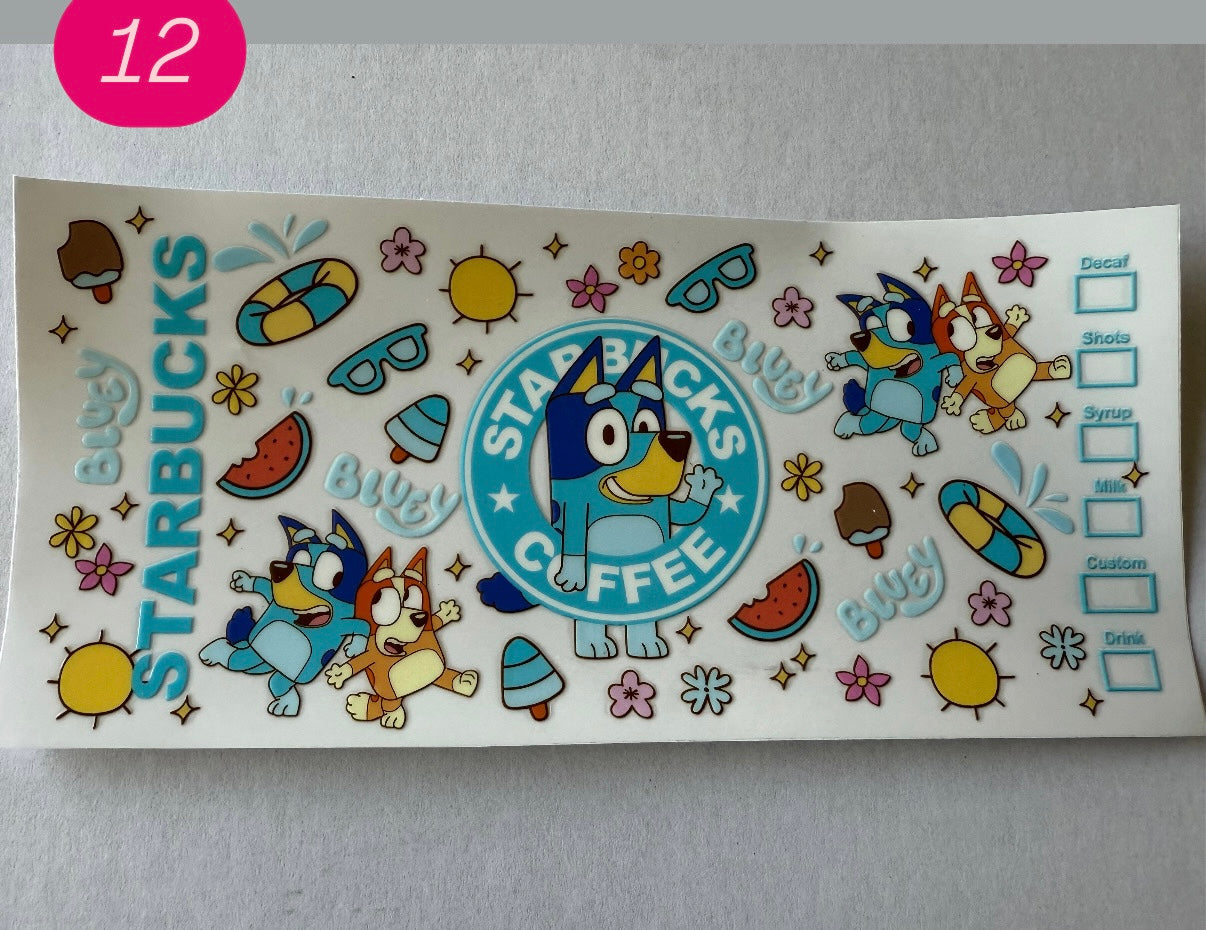 12
STARBUCKS
BLUEY
BLUEY
STARBUCKS
COFFEE
BLUEY
BLUEY
Decaf
Shots
Syrup
Milk
Custom
Drink